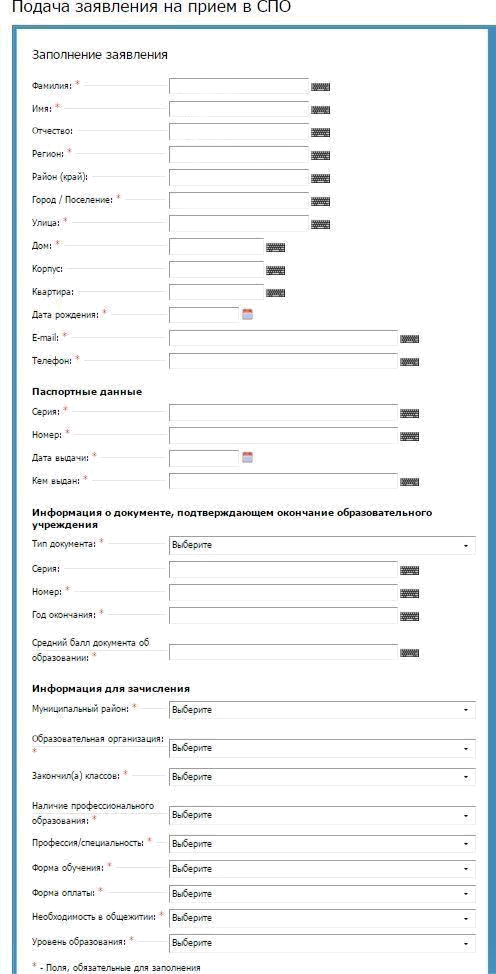 Подача заявления на прием в СПО
Заполнение заявления
Фамилия: *
Имя: *
Отчество:
Регион: *
Район (край):
Город / Поселение: *
Улица: *
Дом: *
Корпус:
Квартира:
Дата рождения: *
E-mail: *
Телефон: *
Паспортные данные
Серия: *
Номер: *
Дата выдачи: *
Кем выдан: *
Информация о документе, подтверждающем окончание образовательного
учреждения
Тип документа: * Выберите
Серия:
Номер: *
Год окончания: *
Средний балл документа об
образовании: *
Информация для зачисления
Муниципальный район: * Выберите
Образовательная организация:
* Выберите
Закончил(а) классов: * Выберите
Наличие профессионального
образования: * Выберите
Профессия/специальность: * Выберите
Форма обучения: * Выберите
Форма оплаты: * Выберите
Необходимость в общежитии: * Выберите
Уровень образования: * Выберите
* - Поля, обязательные для заполнения